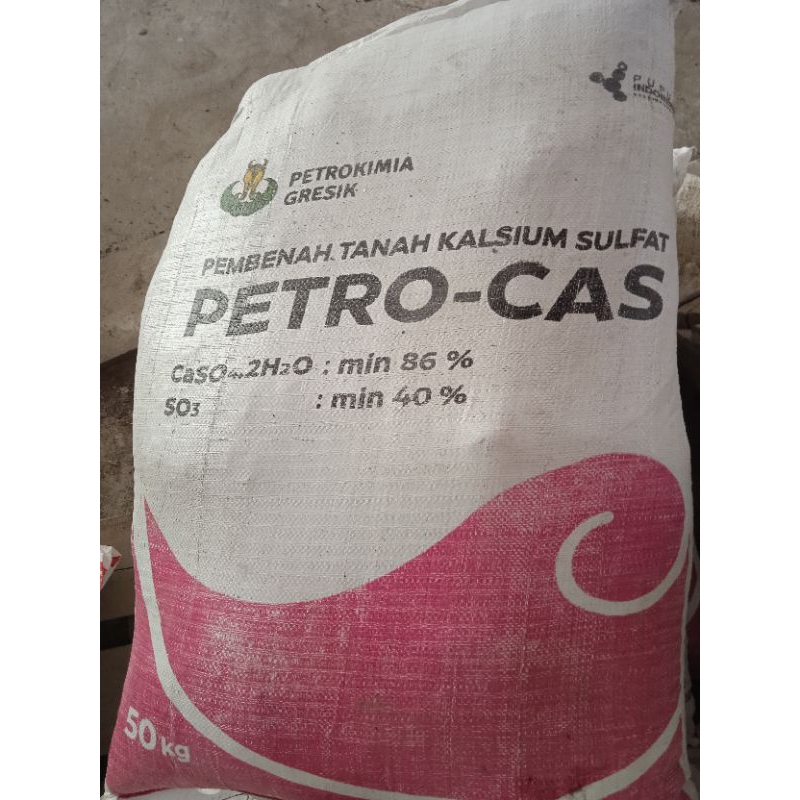 PETROKIMIA
GRESIK
PEMBENAH TANAH KALSIUM SULFAT
PETRO-CAS
CaSO₄.2H₂O : min 86 %
SO₃ : min 40 %
50 kg